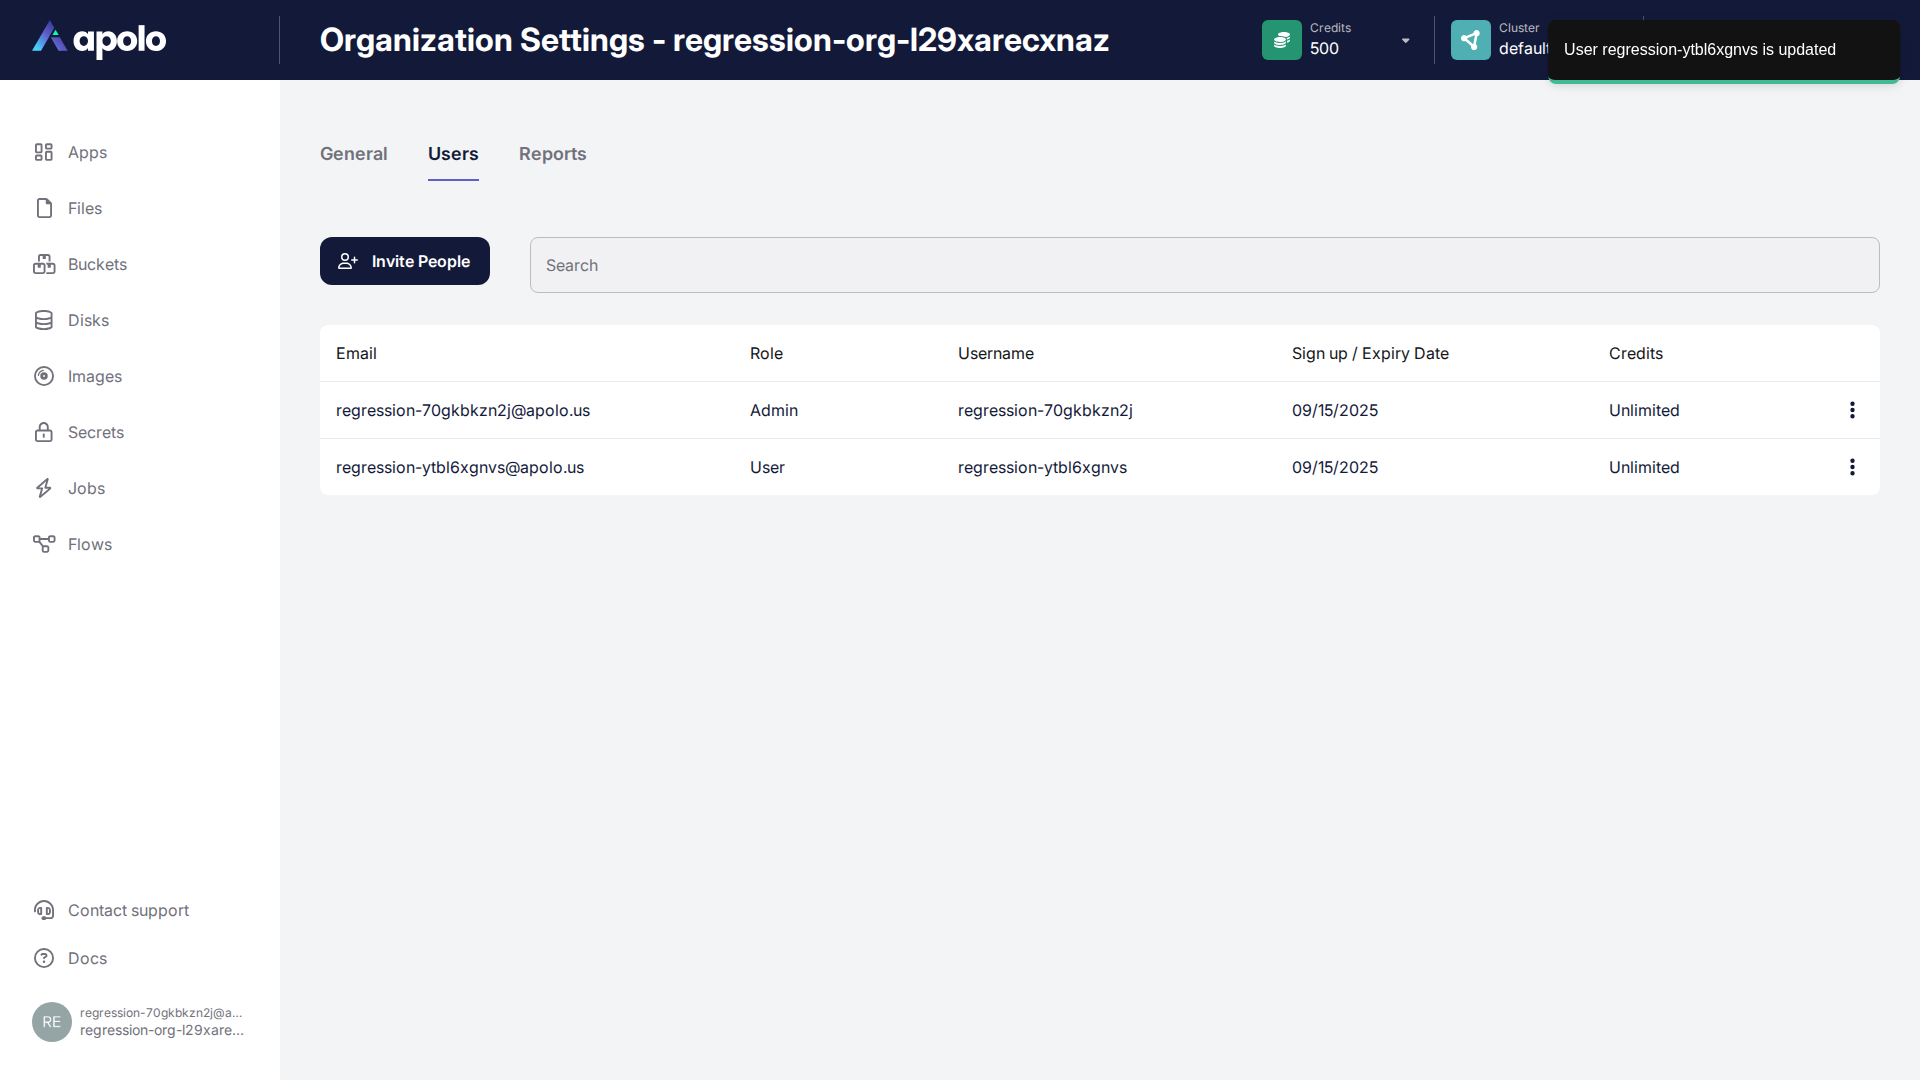 apolo
Organization Settings - regression-org-l29xarecxnaz
Credits
500
Cluster
default
User regression-ytbl6xgnvs is updated
Apps
Files
Buckets
Disks
Images
Secrets
Jobs
Flows
General Users Reports
Invite People
Search
Email Role Username Sign up / Expiry Date Credits
regression-70gkbkzn2j@apolo.us Admin regression-70gkbkzn2j 09/15/2025 Unlimited
regression-ytbl6xgnvs@apolo.us User regression-ytbl6xgnvs 09/15/2025 Unlimited
Contact support
Docs
RE
regression-70gkbkzn2j@a...
regression-org-l29xare...